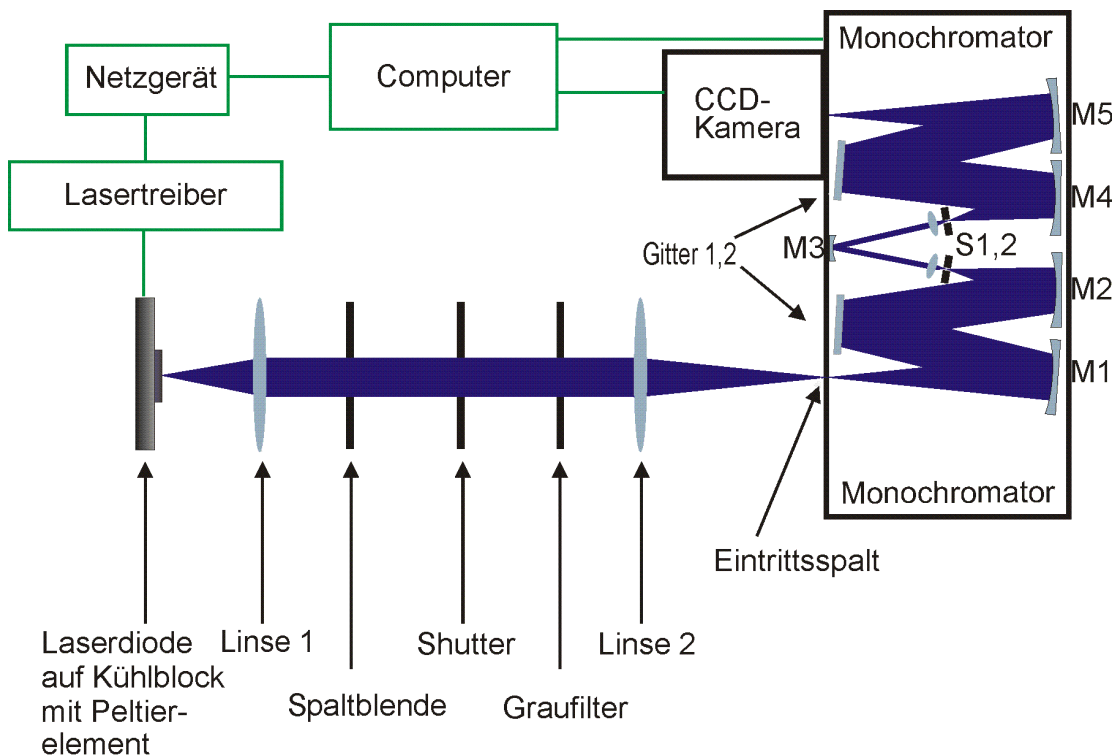 Monochromator
Netzgerät
Computer
CCD-
Kamera
M5
Lasertreiber
M4
Gitter 1,2
M3
S1,2
M2
M1
Monochromator
Eintrittsspalt
Laserdiode
auf Kühlblock
mit Peltier-
element
Linse 1
Spaltblende
Shutter
Graufilter
Linse 2